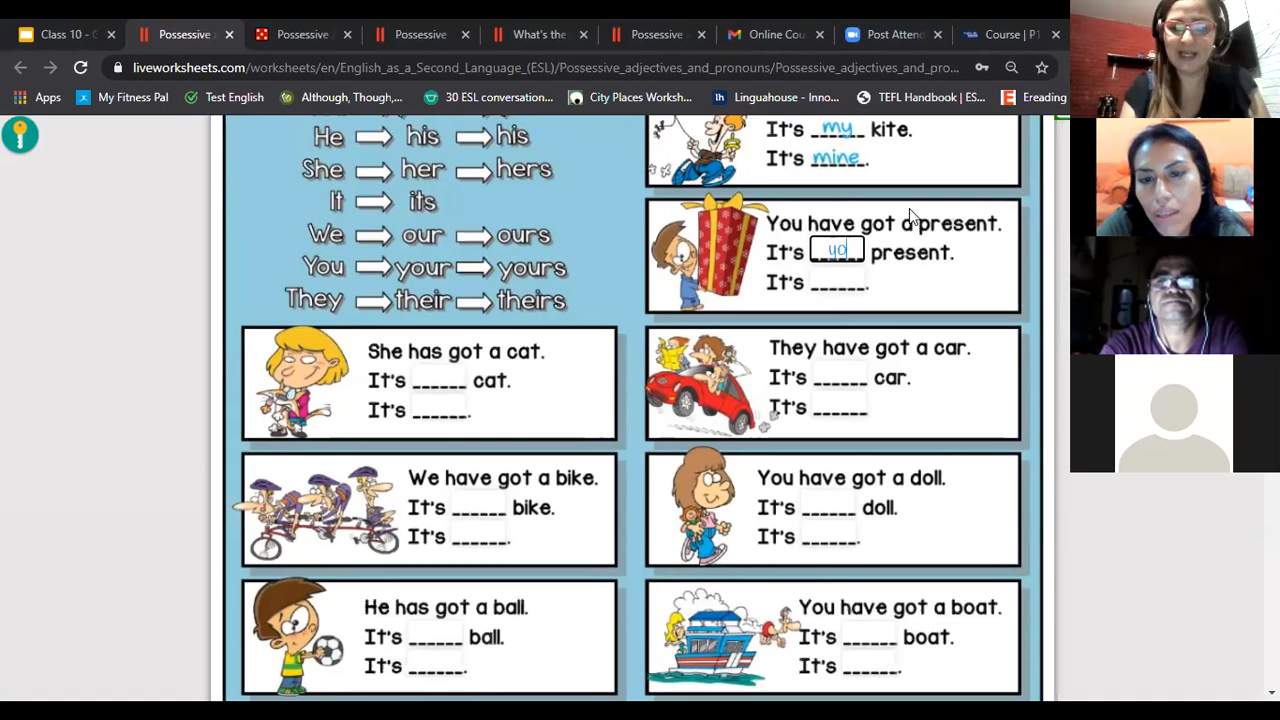 Class 10 - G
Possessive
Possessive
Possessive
What's the
Possessive
Online Cou
Post Attend
Course | P1
liveworksheets.com/worksheets/en/English_as_a_Second_Language_(ESL)/Possessive_adjectives_and_pronouns/Possessive_adjectives_and_pro...
Apps
My Fitness Pal
Test English
Although, Though,...
30 ESL conversation...
City Places Worksh...
lh
Linguahouse - Inno...
TEFL Handbook | ES...
Ereading
He his his
She her hers
It its
We our ours
You your yours
They their theirs
It's my kite.
It's mine.
You have got a present.
It's yo present.
It's ______.
She has got a cat.
It's ______ cat.
It's ______.
They have got a car.
It's ______ car.
It's ______
We have got a bike.
It's ______ bike.
It's ______.
You have got a doll.
It's ______ doll.
It's ______.
He has got a ball.
It's ______ ball.
It's ______.
You have got a boat.
It's ______ boat.
It's ______.